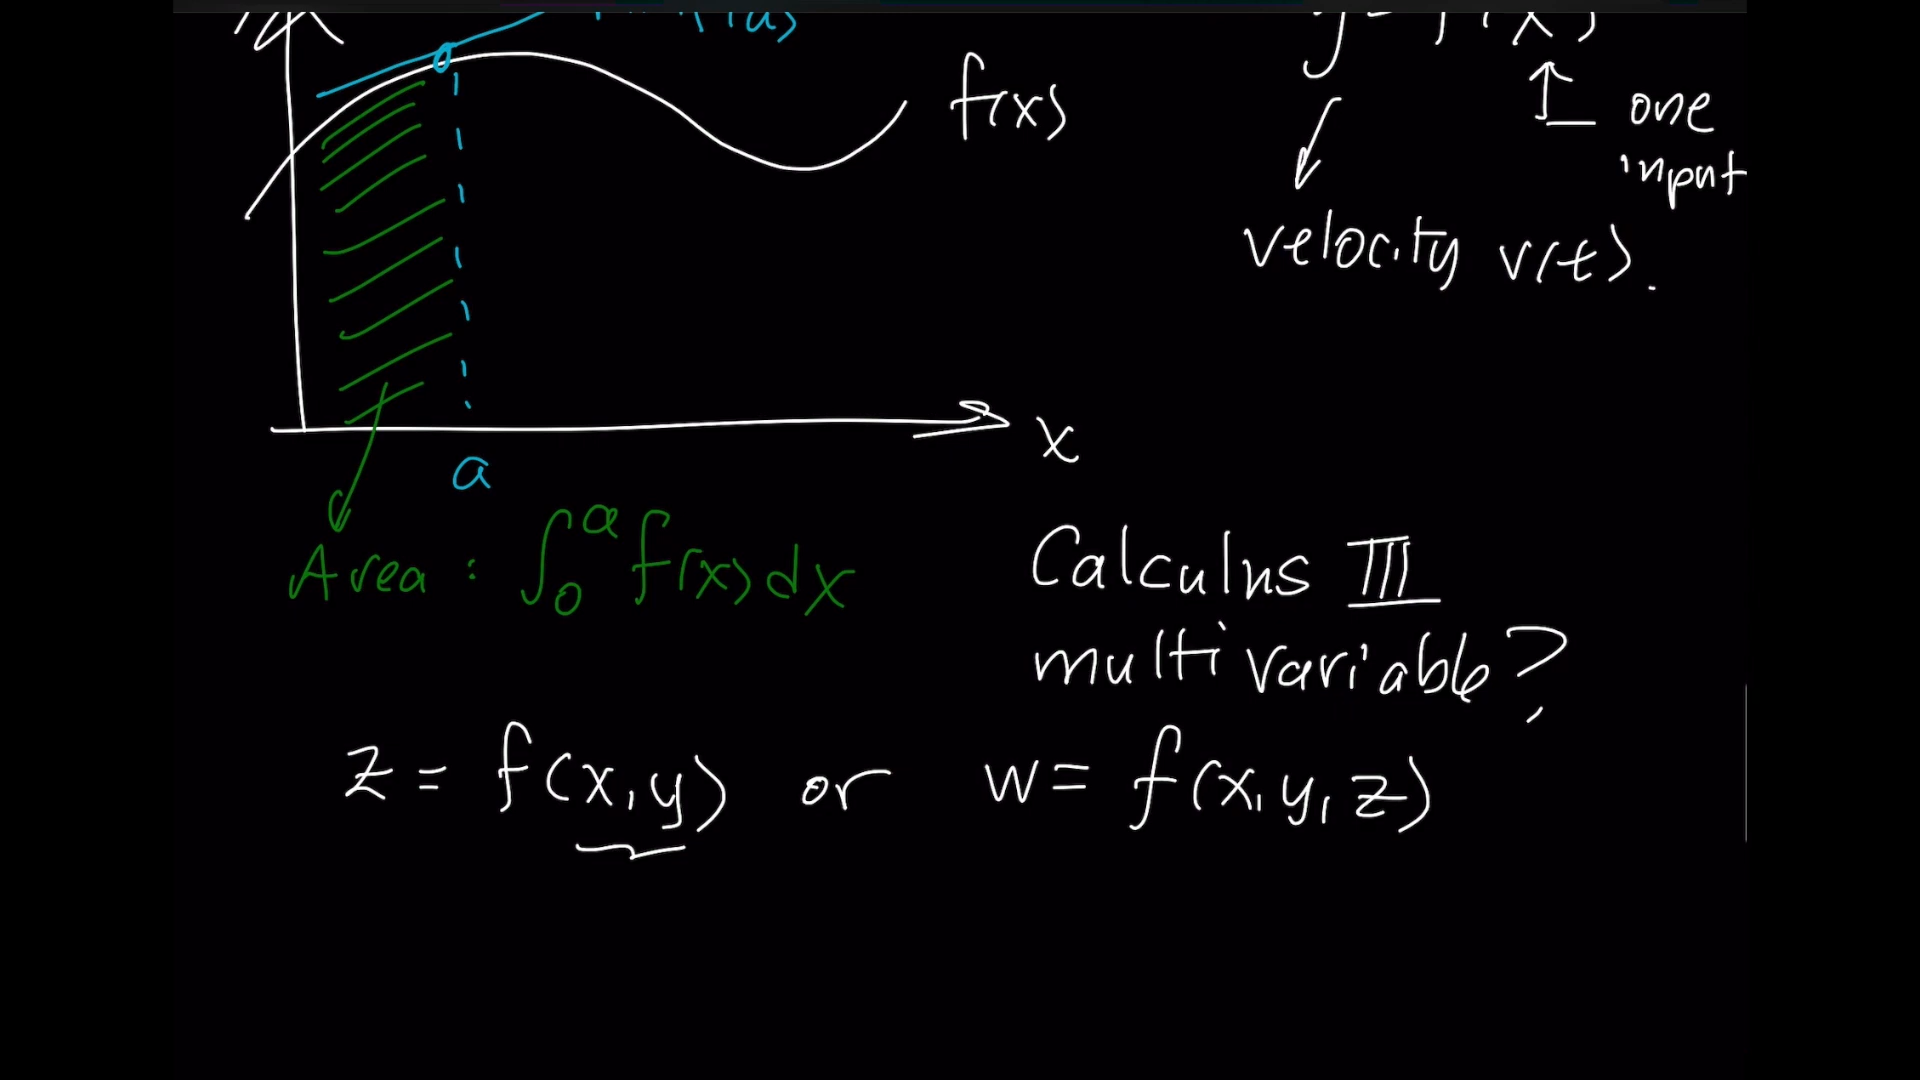 f(x)
one
input
velocity v(t).
x
a
Area : ∫₀ᵃ f(x) dx
Calculus III
multivariable?
z = f(x, y) or w = f(x, y, z)